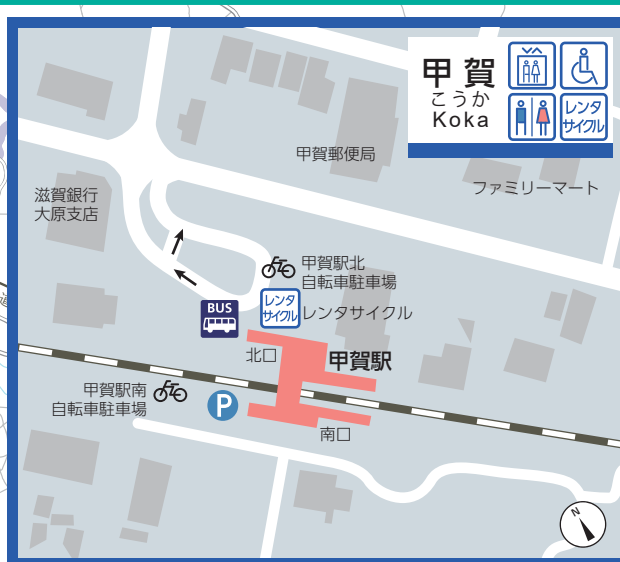 甲賀
こうか
Koka
レンタ
サイクル
甲賀郵便局
ファミリーマート
滋賀銀行
大原支店
甲賀駅北
自転車駐車場
BUS
レンタ
サイクル
レンタサイクル
北口
甲賀駅
甲賀駅南
自転車駐車場
P
南口
N
道